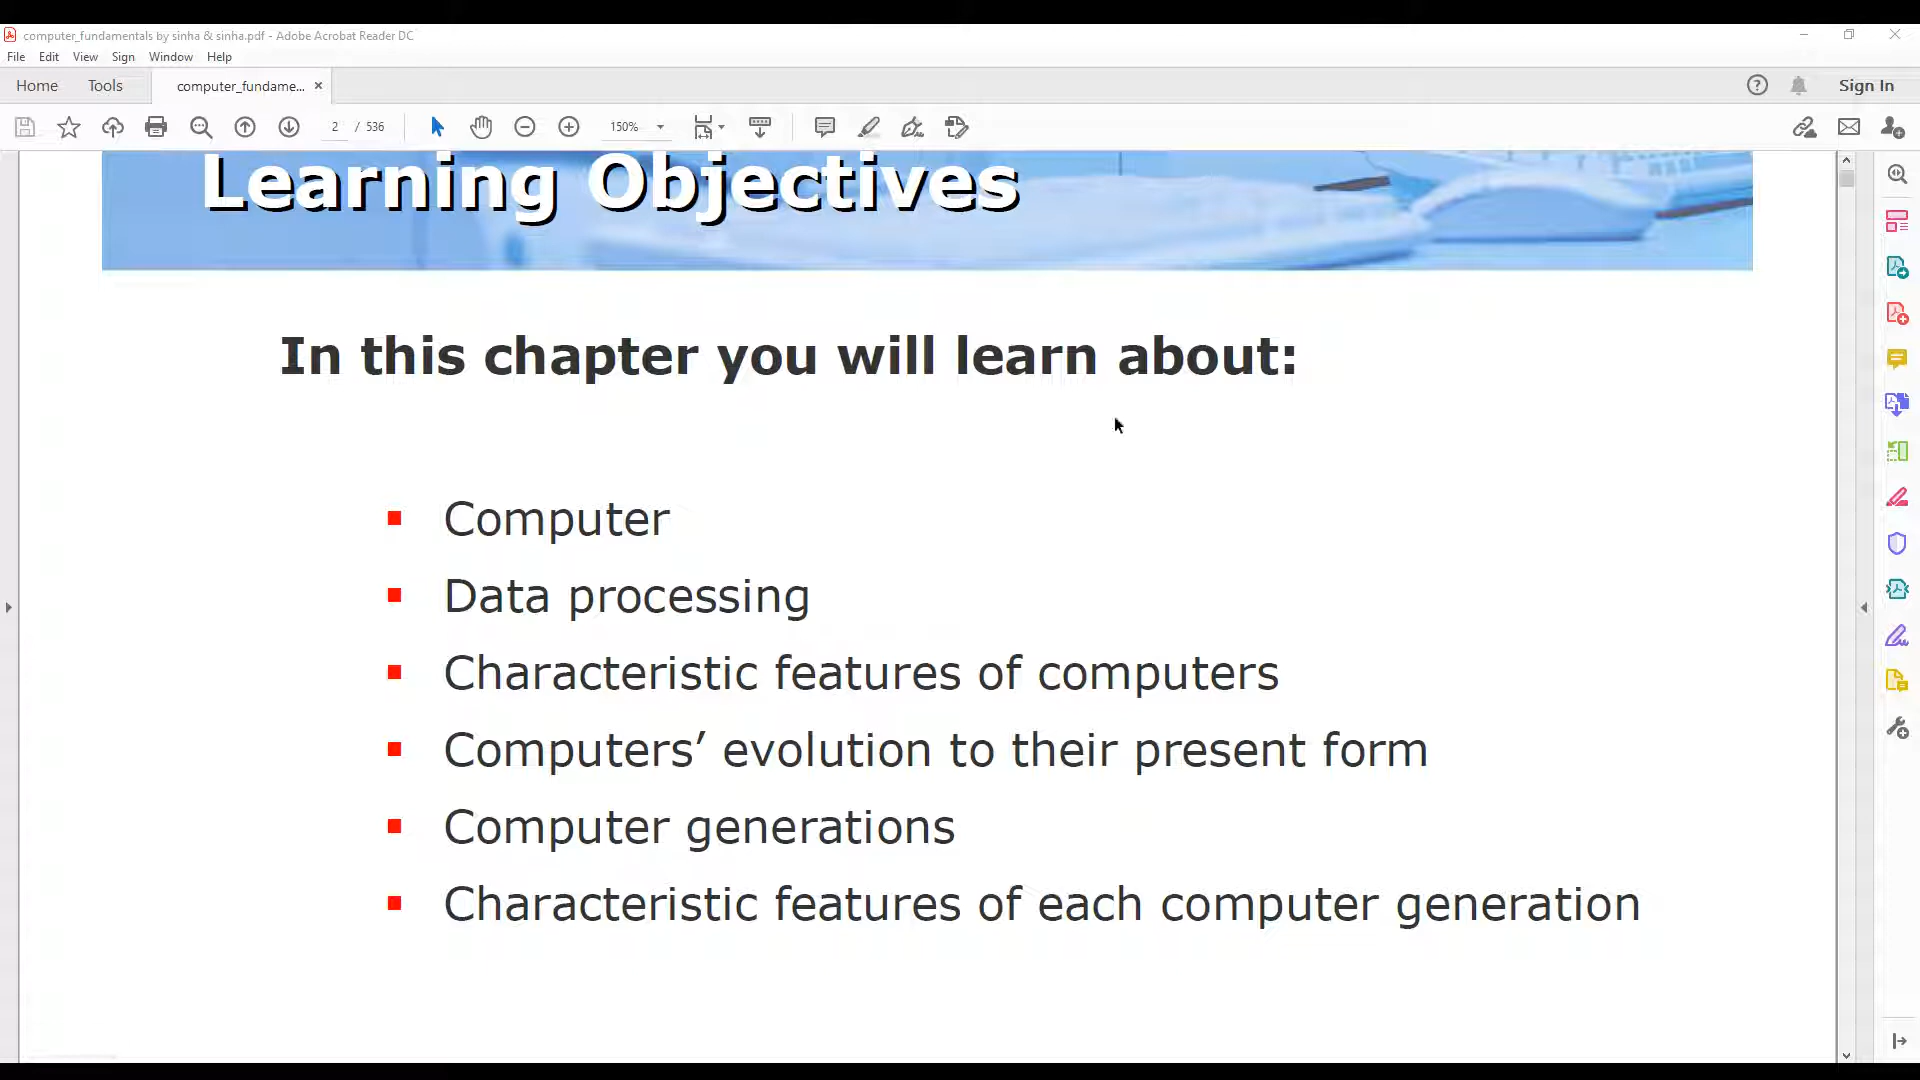 computer_fundamentals by sinha & sinha.pdf - Adobe Acrobat Reader DC
File Edit View Sign Window Help
Home Tools computer_fundame... × Sign In
2 / 536 150%
Learning Objectives
In this chapter you will learn about:
Computer
Data processing
Characteristic features of computers
Computers’ evolution to their present form
Computer generations
Characteristic features of each computer generation